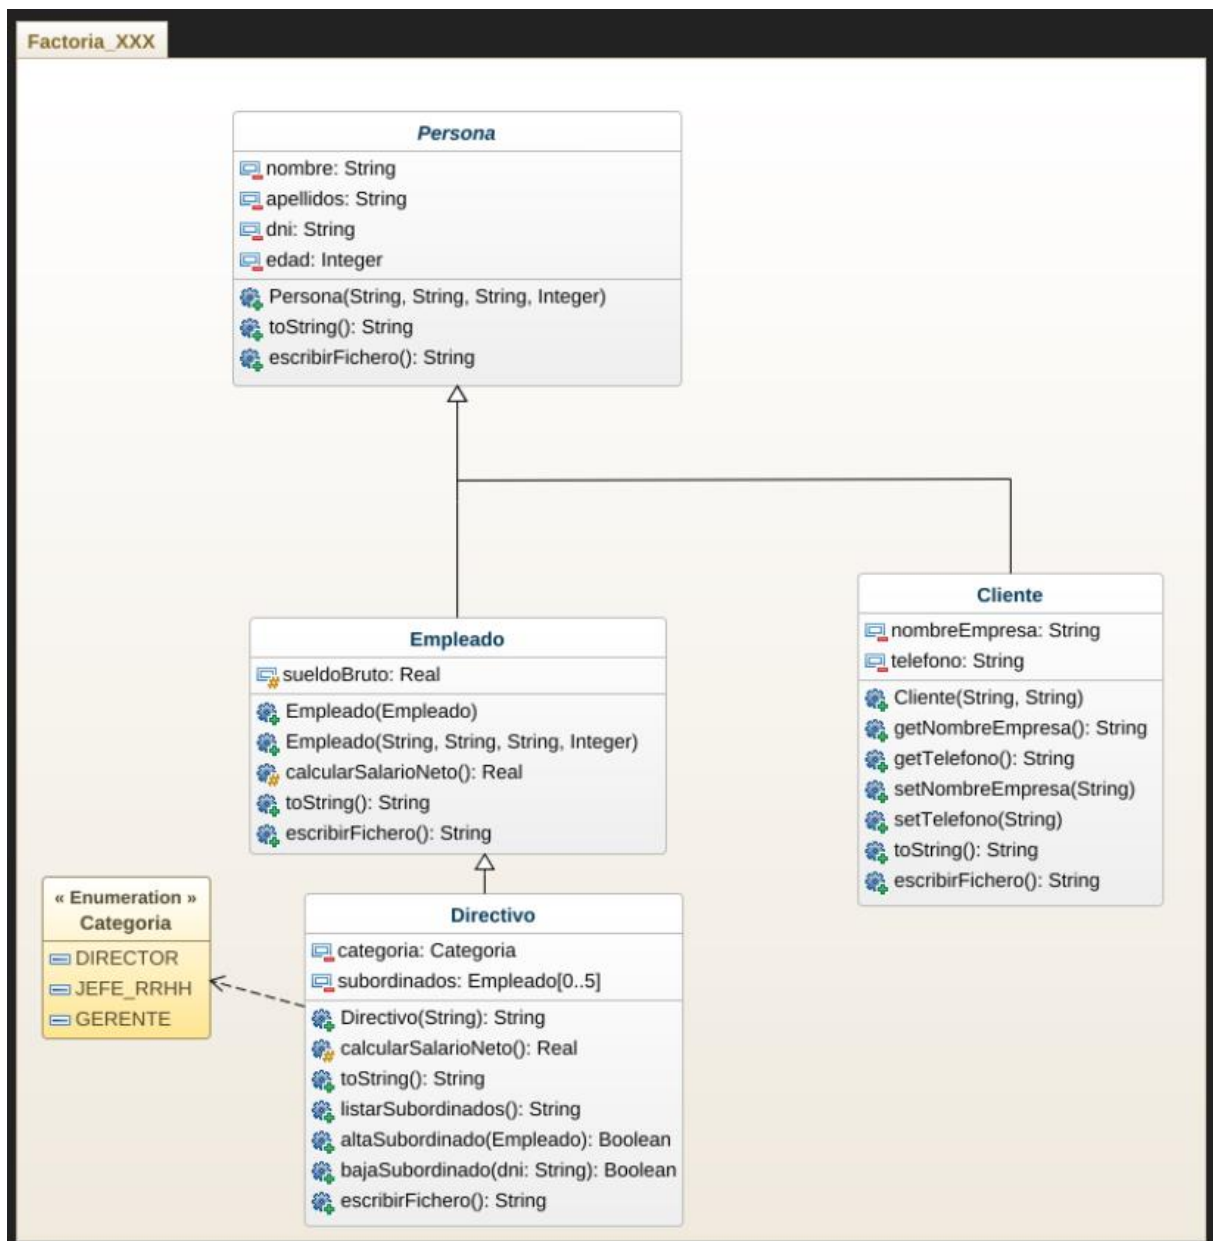 Factoria_XXX
Persona
nombre: String
apellidos: String
dni: String
edad: Integer
Persona(String, String, String, Integer)
toString(): String
escribirFichero(): String
Empleado
sueldoBruto: Real
Empleado(Empleado)
Empleado(String, String, String, Integer)
calcularSalarioNeto(): Real
toString(): String
escribirFichero(): String
Cliente
nombreEmpresa: String
telefono: String
Cliente(String, String)
getNombreEmpresa(): String
getTelefono(): String
setNombreEmpresa(String)
setTelefono(String)
toString(): String
escribirFichero(): String
« Enumeration »
Categoria
DIRECTOR
JEFE_RRHH
GERENTE
Directivo
categoria: Categoria
subordinados: Empleado[0..5]
Directivo(String): String
calcularSalarioNeto(): Real
toString(): String
listarSubordinados(): String
altaSubordinado(Empleado): Boolean
bajaSubordinado(dni: String): Boolean
escribirFichero(): String